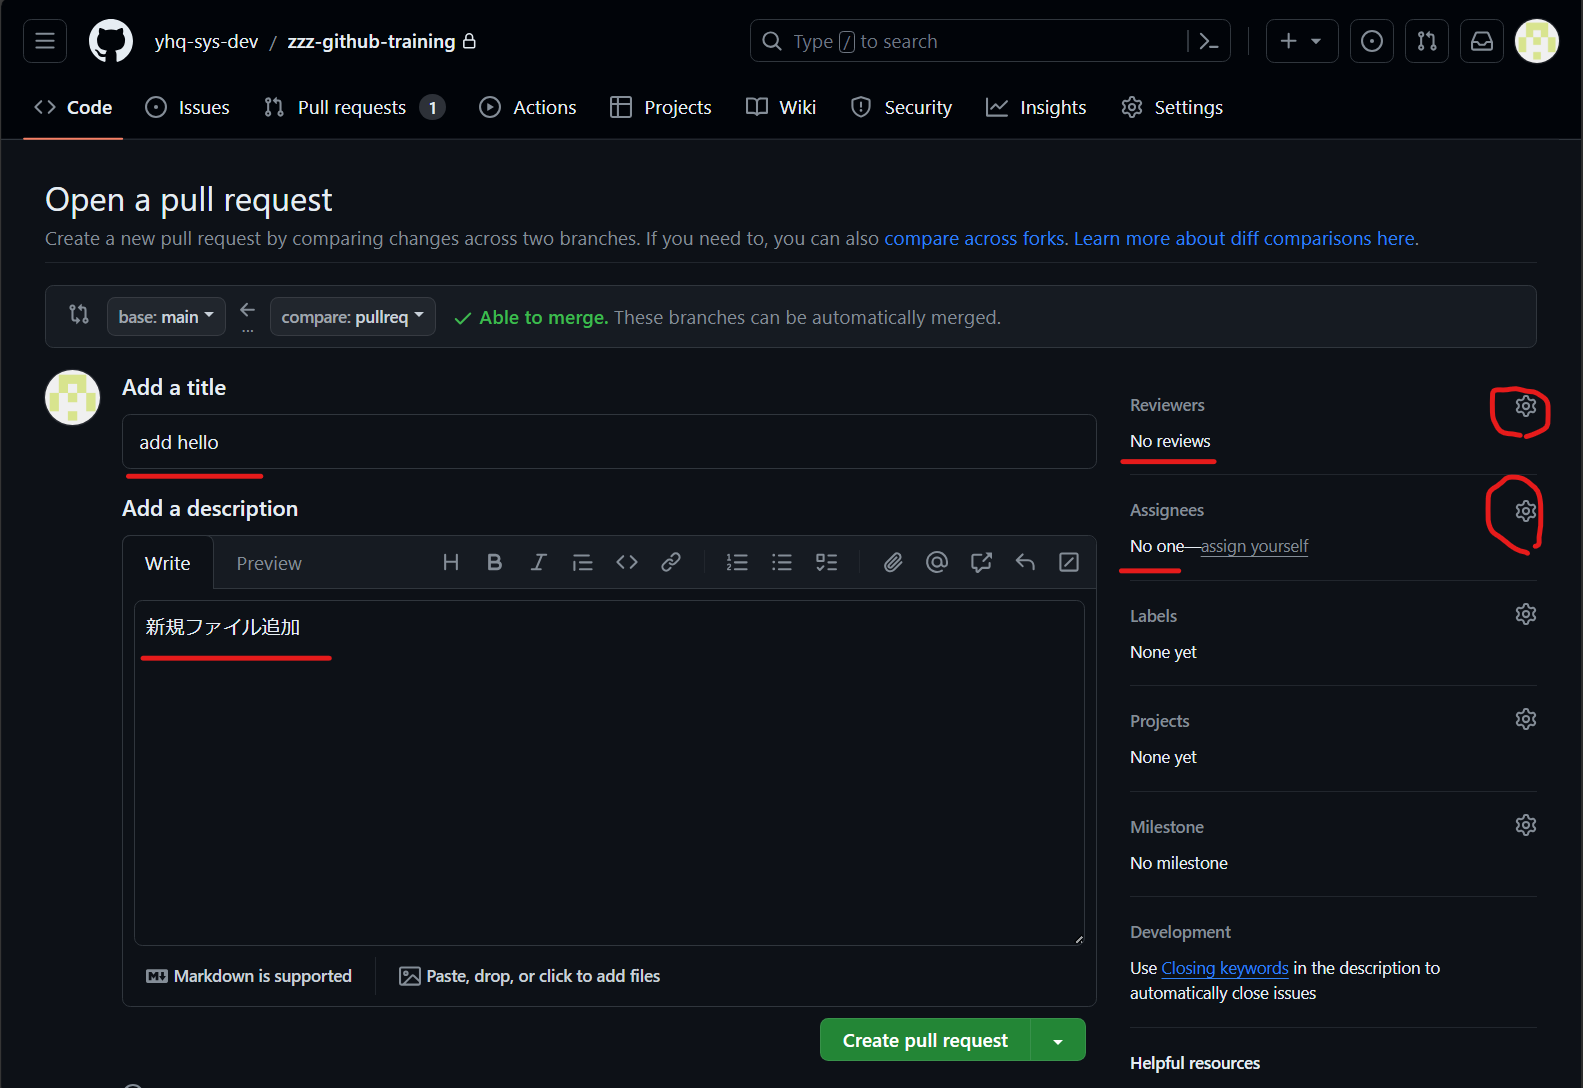 yhq-sys-dev / zzz-github-training
Type / to search
Code Issues Pull requests 1 Actions Projects Wiki Security Insights Settings
Open a pull request
Create a new pull request by comparing changes across two branches. If you need to, you can also compare across forks. Learn more about diff comparisons here.
base: main compare: pullreq Able to merge. These branches can be automatically merged.
Add a title
add hello
Add a description
Write Preview
新規ファイル追加
Markdown is supported Paste, drop, or click to add files
Create pull request
Reviewers
No reviews
Assignees
No one—assign yourself
Labels
None yet
Projects
None yet
Milestone
No milestone
Development
Use Closing keywords in the description to
automatically close issues
Helpful resources